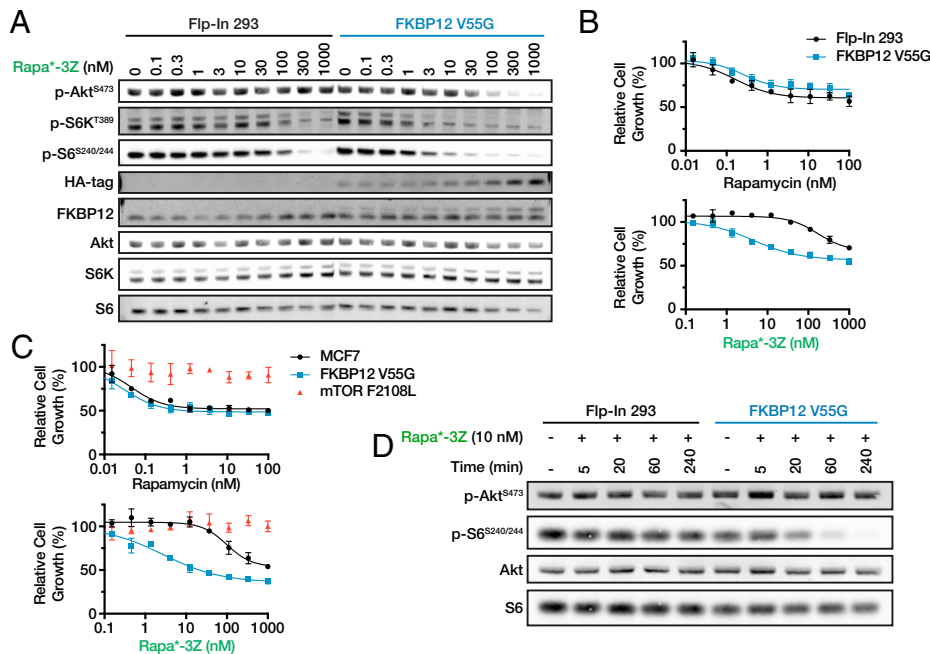 A
Flp-In 293 FKBP12 V55G
Rapa*-3Z (nM) 0 0.1 0.3 1 3 10 30 100 300 1000 0 0.1 0.3 1 3 10 30 100 300 1000
p-Akt^S473
p-S6K^T389
p-S6^S240/244
HA-tag
FKBP12
Akt
S6K
S6
B
Relative Cell
Growth (%)
100
75
50
25
0
Flp-In 293
FKBP12 V55G
0.01 0.1 1 10 100
Rapamycin (nM)
Relative Cell
Growth (%)
100
75
50
25
0
0.1 1 10 100 1000
Rapa*-3Z (nM)
C
Relative Cell
Growth (%)
100
50
0
MCF7
FKBP12 V55G
mTOR F2108L
0.01 0.1 1 10 100
Rapamycin (nM)
Relative Cell
Growth (%)
100
75
50
25
0
0.1 1 10 100 1000
Rapa*-3Z (nM)
D
Flp-In 293 FKBP12 V55G
Rapa*-3Z (10 nM) - + + + + - + + + +
Time (min) - 5 20 60 240 - 5 20 60 240
p-Akt^S473
p-S6^S240/244
Akt
S6